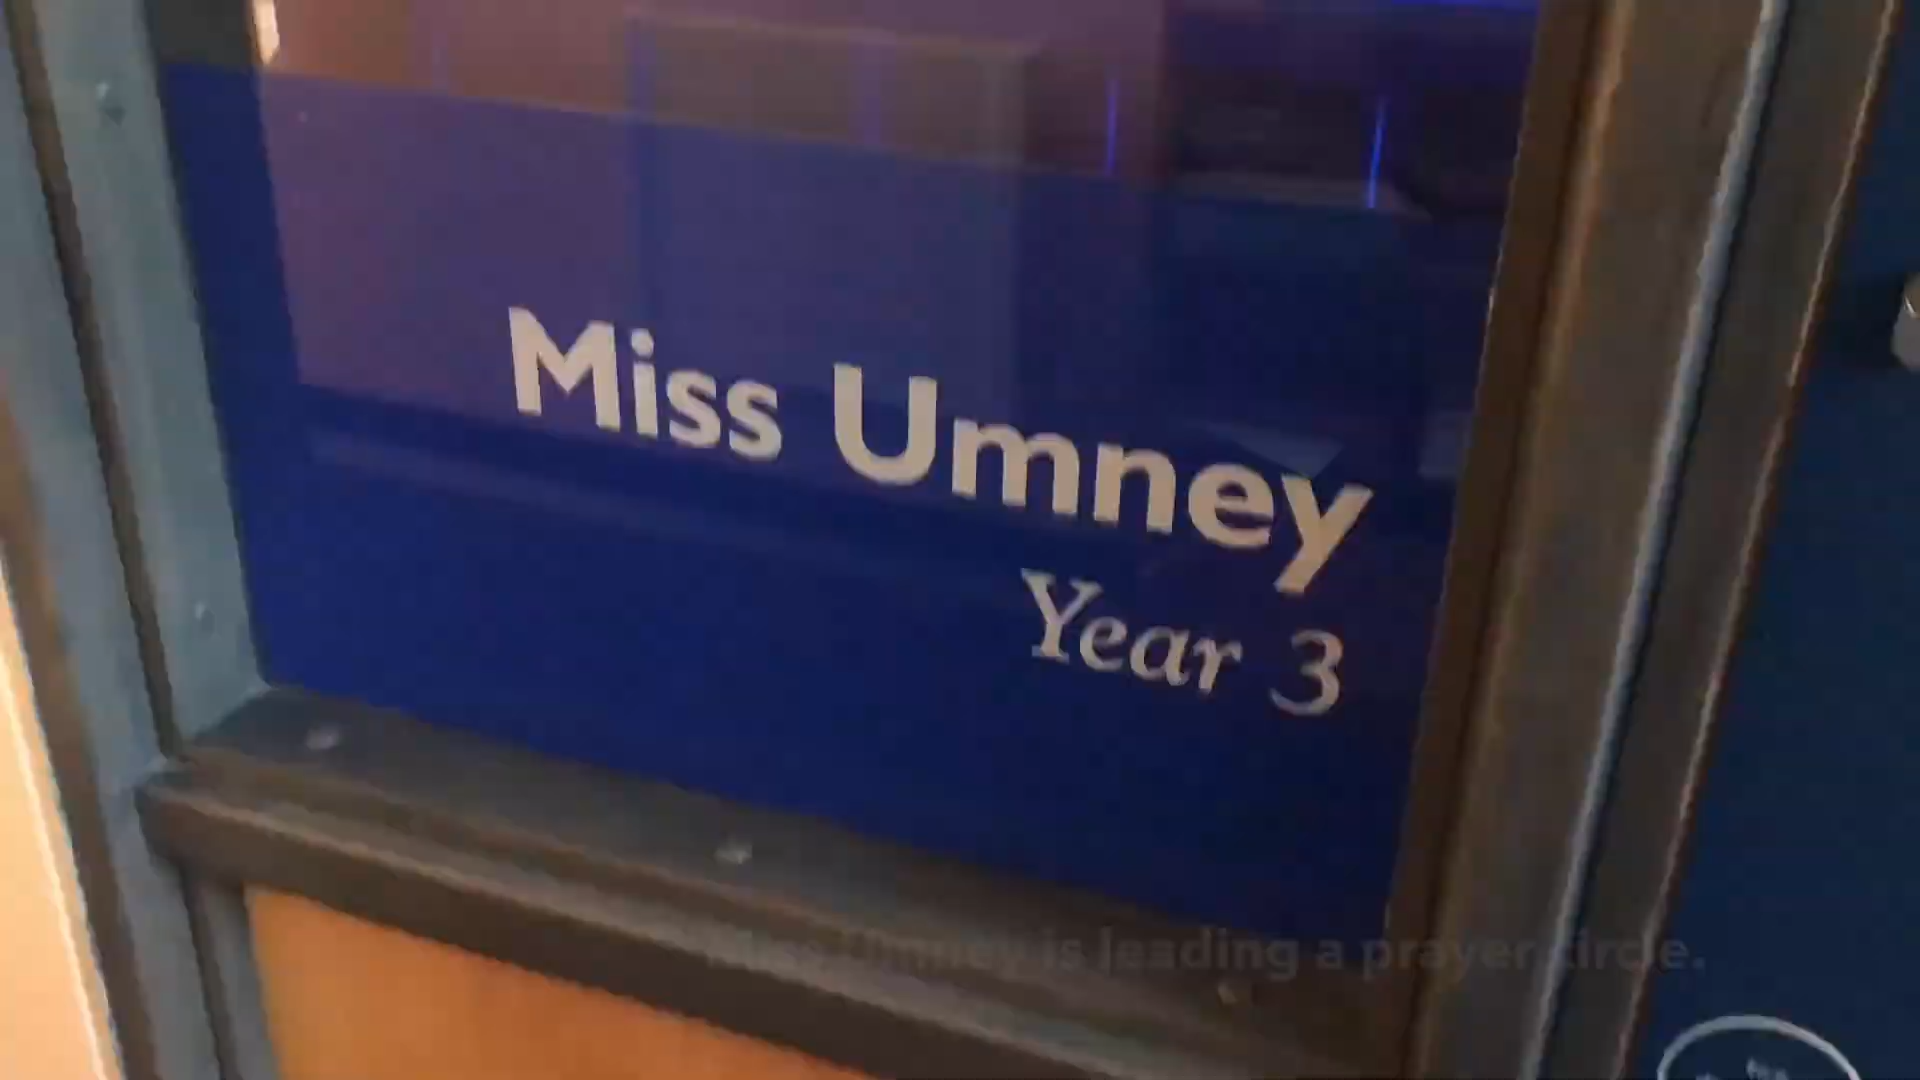 Miss Umney
Year 3
Miss Umney is leading a prayer circle.